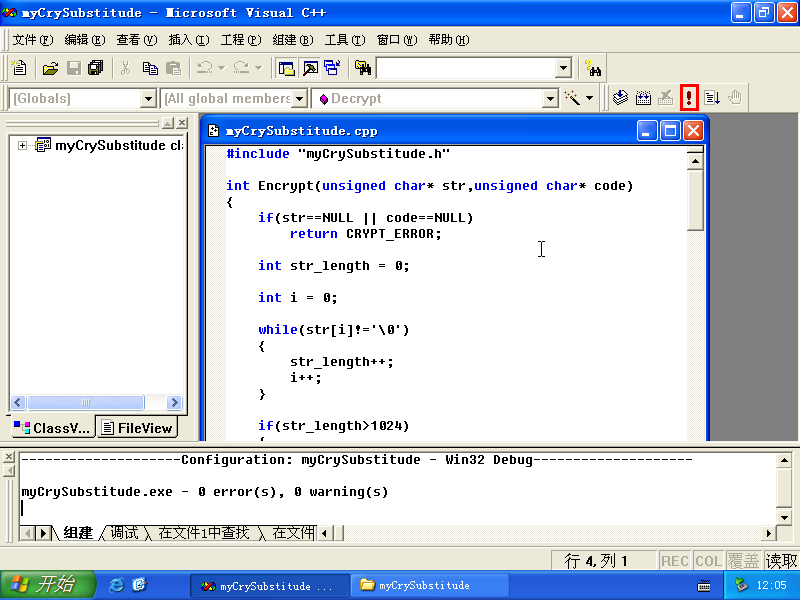 myCrySubstitude - Microsoft Visual C++
文件(F) 编辑(E) 查看(V) 插入(I) 工程(P) 组建(B) 工具(T) 窗口(W) 帮助(H)
(Globals) (All global members Decrypt
myCrySubstitude cla
ClassV... FileView
myCrySubstitude.cpp
#include "myCrySubstitude.h"
int Encrypt(unsigned char* str,unsigned char* code)
{
if(str==NULL || code==NULL)
return CRYPT_ERROR;
int str_length = 0;
int i = 0;
while(str[i]!='\0')
{
str_length++;
i++;
}
if(str_length>1024)
--------------------Configuration: myCrySubstitude - Win32 Debug--------------------
myCrySubstitude.exe - 0 error(s), 0 warning(s)
组建 调试 在文件1中查找 在文件
行 4, 列 1 REC COL 覆盖 读取
开始 myCrySubstitude ... myCrySubstitude 12:05